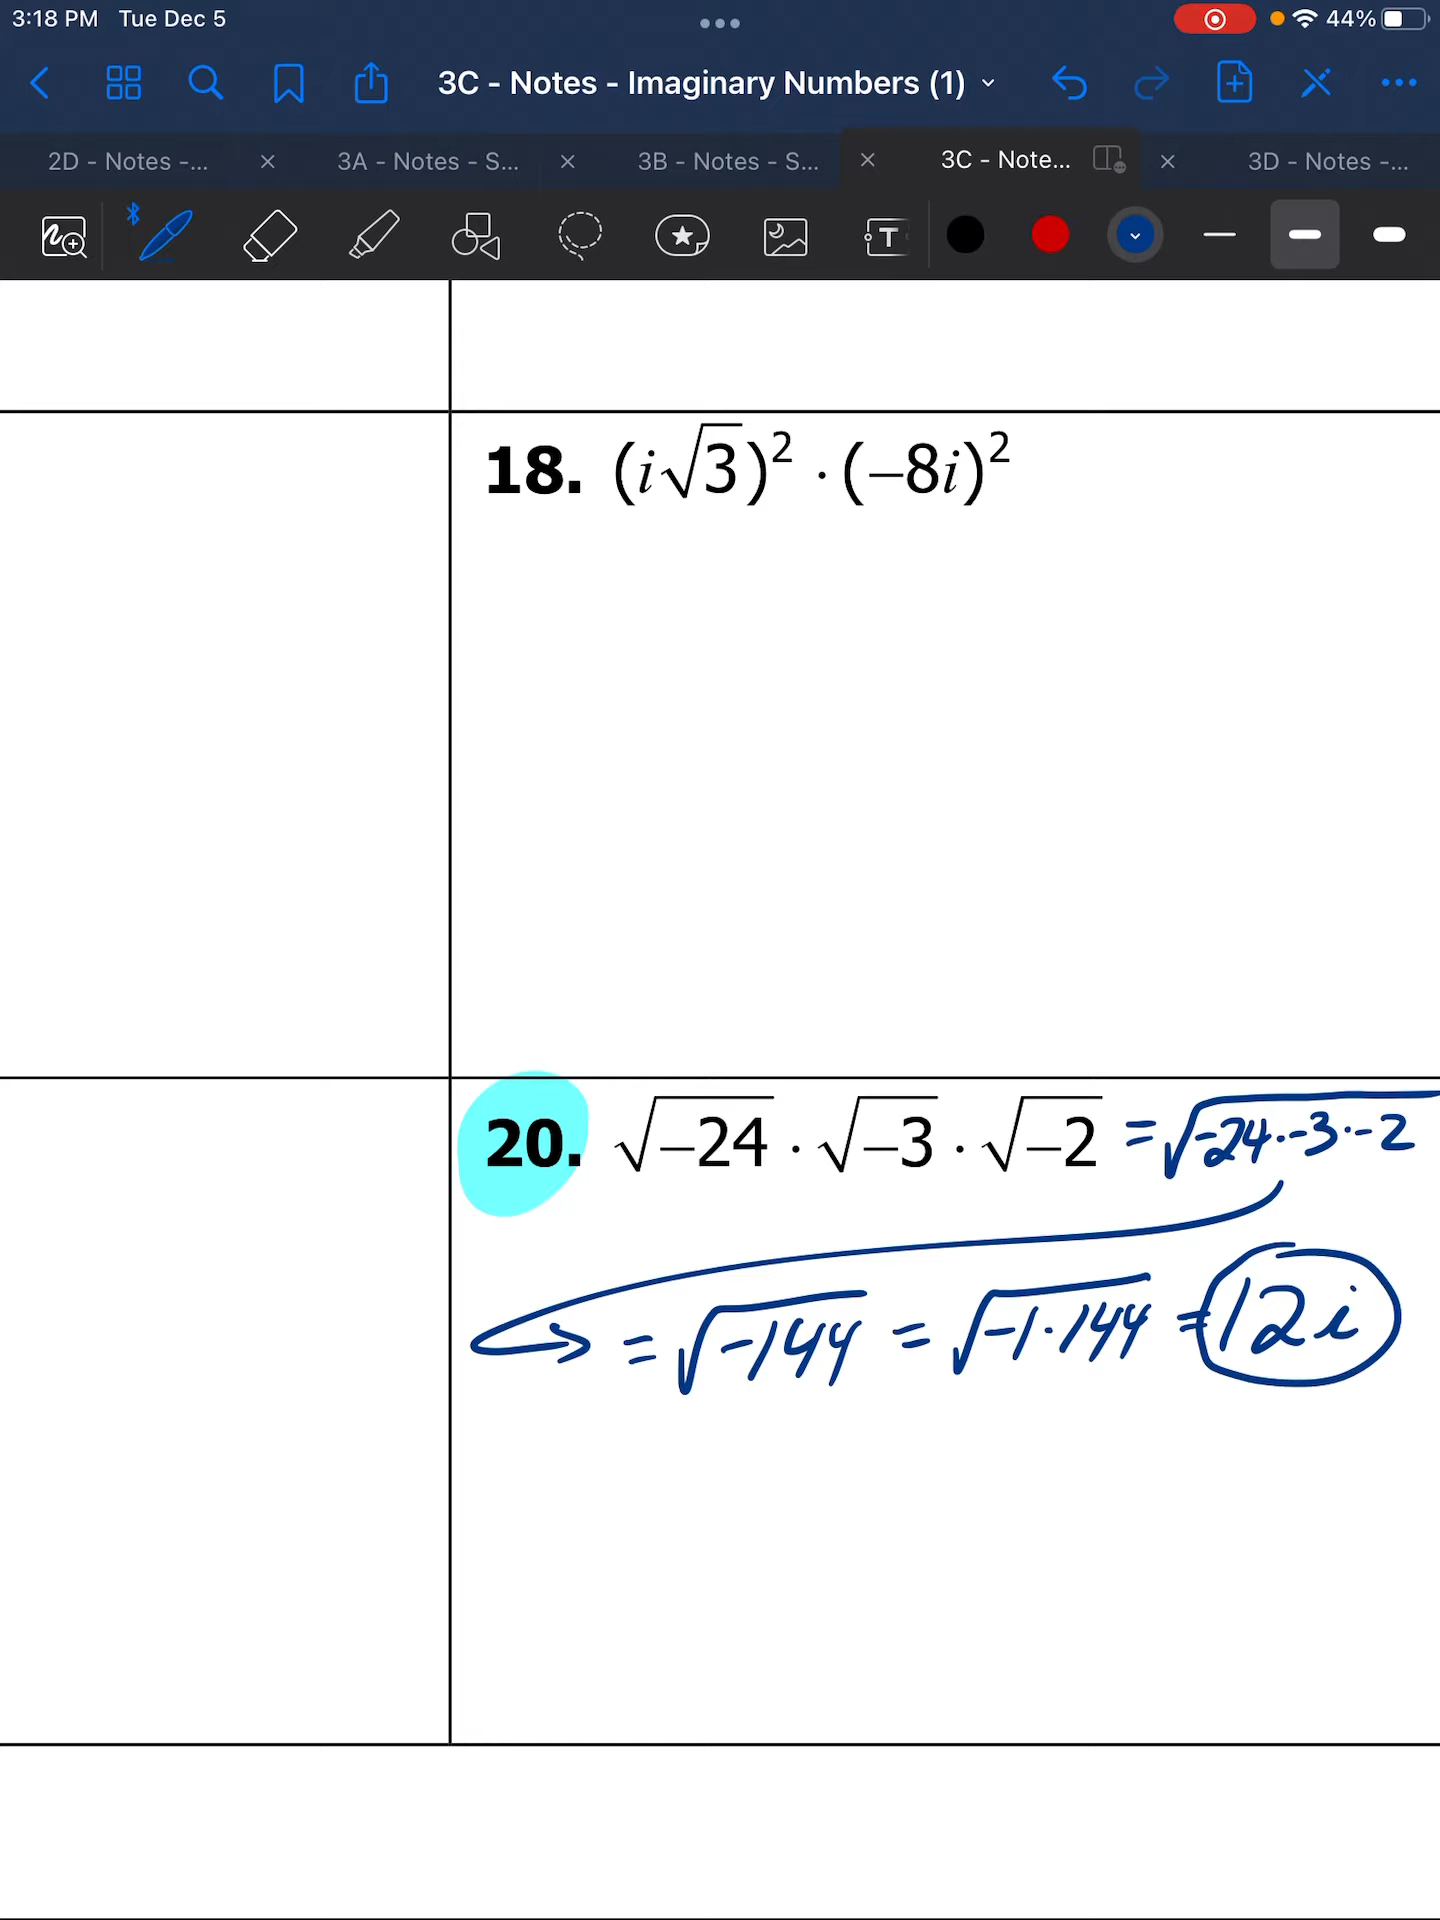 3:18 PM Tue Dec 5
44%
3C - Notes - Imaginary Numbers (1)
2D - Notes -...
3A - Notes - S...
3B - Notes - S...
3C - Note...
3D - Notes -...
T
18. (i√3)² · (–8i)²
20. √–24 · √–3 · √–2 = √-24·-3·-2
= √-144 = √-1·144 = 12i